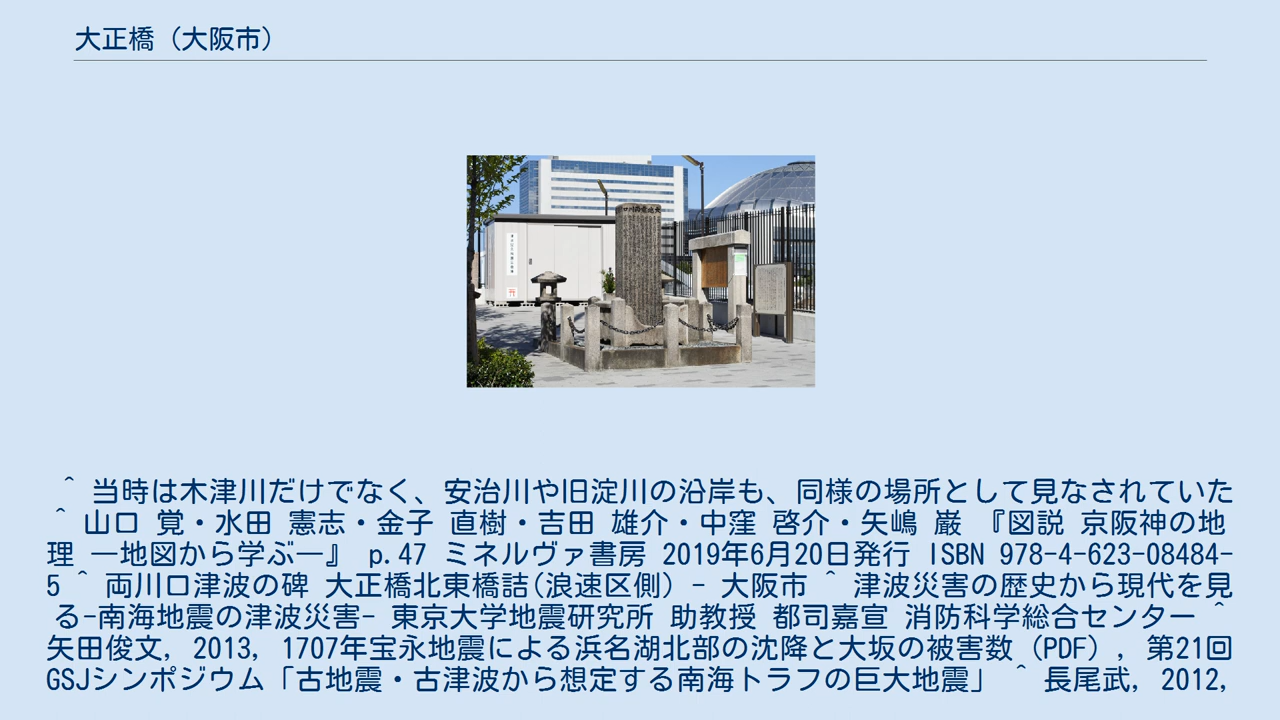 大正橋（大阪市）
^ 当時は木津川だけでなく、安治川や旧淀川の沿岸も、同様の場所として見なされていた
^ 山口 覚・水田 憲志・金子 直樹・吉田 雄介・中窪 啓介・矢嶋 巌 『図説 京阪神の地
理 ―地図から学ぶ―』 p.47 ミネルヴァ書房 2019年6月20日発行 ISBN 978-4-623-08484-
5 ^ 両川口津波の碑 大正橋北東橋詰(浪速区側) - 大阪市 ^ 津波災害の歴史から現代を見
る-南海地震の津波災害- 東京大学地震研究所 助教授 都司嘉宣 消防科学総合センター ^
矢田俊文, 2013, 1707年宝永地震による浜名湖北部の沈降と大坂の被害数（PDF）, 第21回
GSJシンポジウム「古地震・古津波から想定する南海トラフの巨大地震」 ^ 長尾武, 2012,